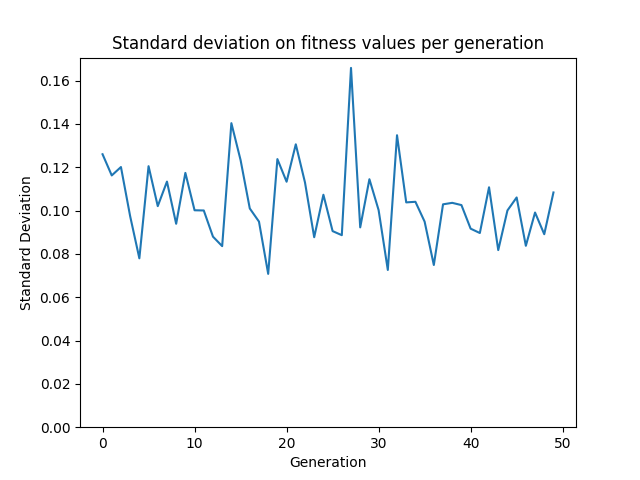 Standard deviation on fitness values per generation
0.16
0.14
0.12
0.10
0.08
0.06
0.04
0.02
0.00
Standard Deviation
0 10 20 30 40 50
Generation